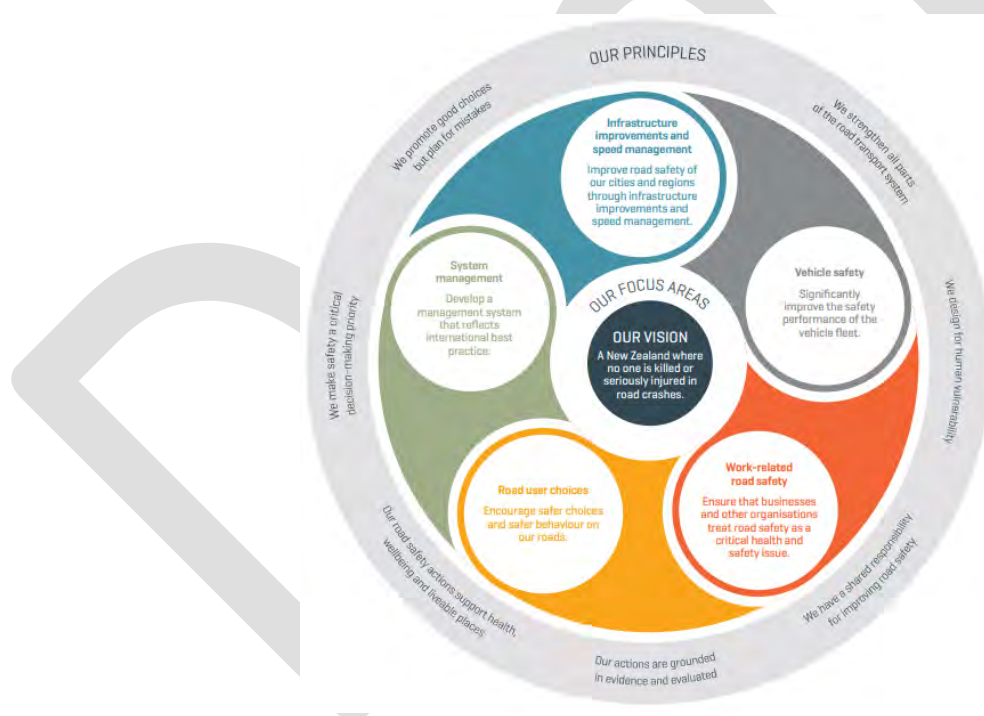 OUR PRINCIPLES
We promote good choices
but plan for mistakes
We strengthen all parts
of the road transport system
We design for human vulnerability
We have a shared responsibility
for improving road safety
Our actions are grounded
in evidence and evaluated
Our road safety actions support health,
wellbeing and liveable places
We make safety a critical
decision-making priority
Infrastructure
improvements and
speed management
Improve road safety of
our cities and regions
through infrastructure
improvements and
speed management.
Vehicle safety
Significantly
improve the safety
performance of the
vehicle fleet.
Work-related
road safety
Ensure that businesses
and other organisations
treat road safety as a
critical health and
safety issue.
Road user choices
Encourage safer choices
and safer behaviour on
our roads.
System
management
Develop a
management system
that reflects
international best
practice.
OUR FOCUS AREAS
OUR VISION
A New Zealand where
no one is killed or
seriously injured in
road crashes.